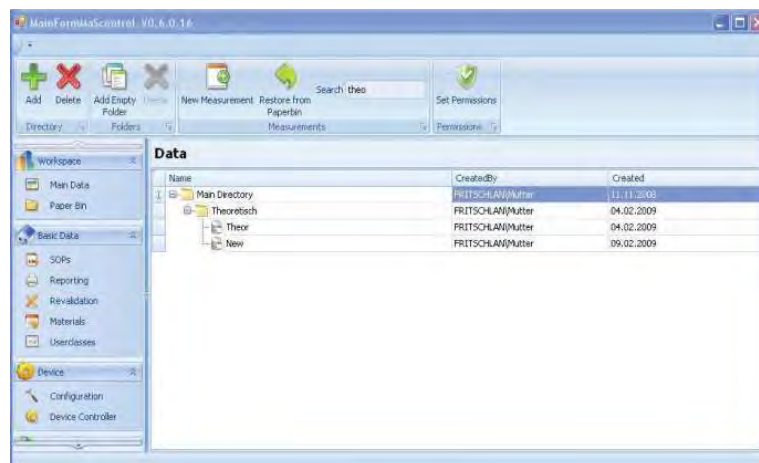 MainFormMaScontrol V0.6.0.16
Add Delete Add Empty Folder New Measurement Restore from Paperbin Search theo Set Permissions
Directory Folders Measurements Permissions
Workspace
Main Data
Paper Bin
Basic Data
SOPs
Reporting
Revalidation
Materials
Userclasses
Device
Configuration
Device Controller
Data
Name CreatedBy Created
Main Directory FRITSCHLAN\Mutter 11.11.2008
Theoretisch FRITSCHLAN\Mutter 04.02.2009
Theor FRITSCHLAN\Mutter 04.02.2009
New FRITSCHLAN\Mutter 09.02.2009